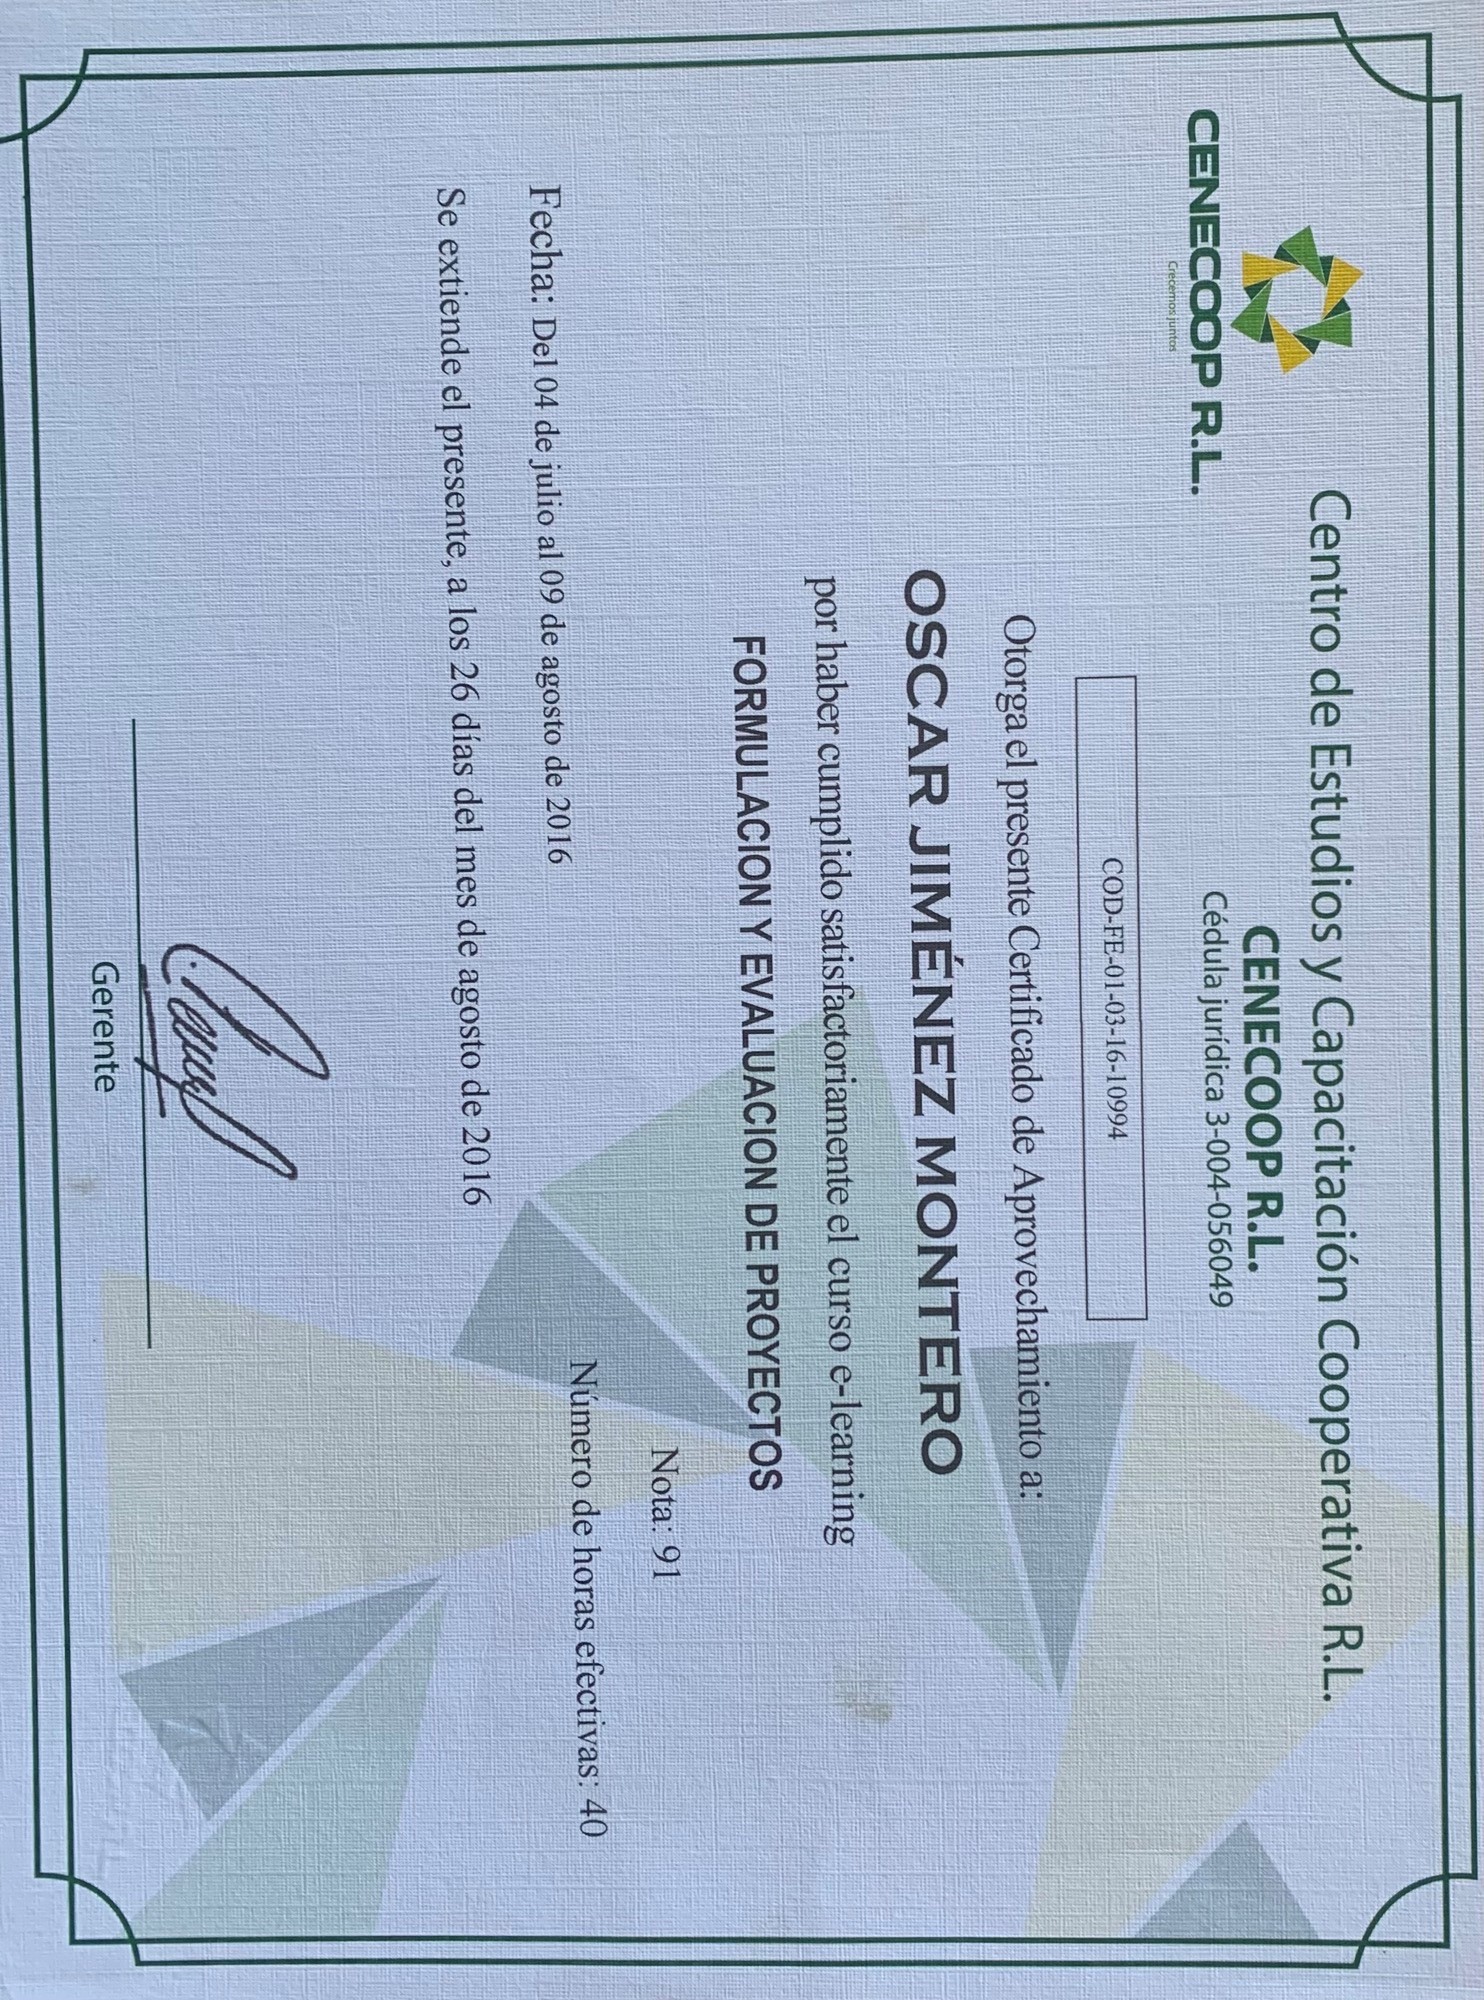 Centro de Estudios y Capacitación Cooperativa R.L.
CENECOOP R.L.
Cédula jurídica 3-004-056049
CENECOOP R.L.
Crecemos juntos
COD-FE-01-03-16-10994
Otorga el presente Certificado de Aprovechamiento a:
OSCAR JIMÉNEZ MONTERO
por haber cumplido satisfactoriamente el curso e-learning
FORMULACION Y EVALUACION DE PROYECTOS
Nota: 91
Número de horas efectivas: 40
Fecha: Del 04 de julio al 09 de agosto de 2016
Se extiende el presente, a los 26 días del mes de agosto de 2016
Gerente